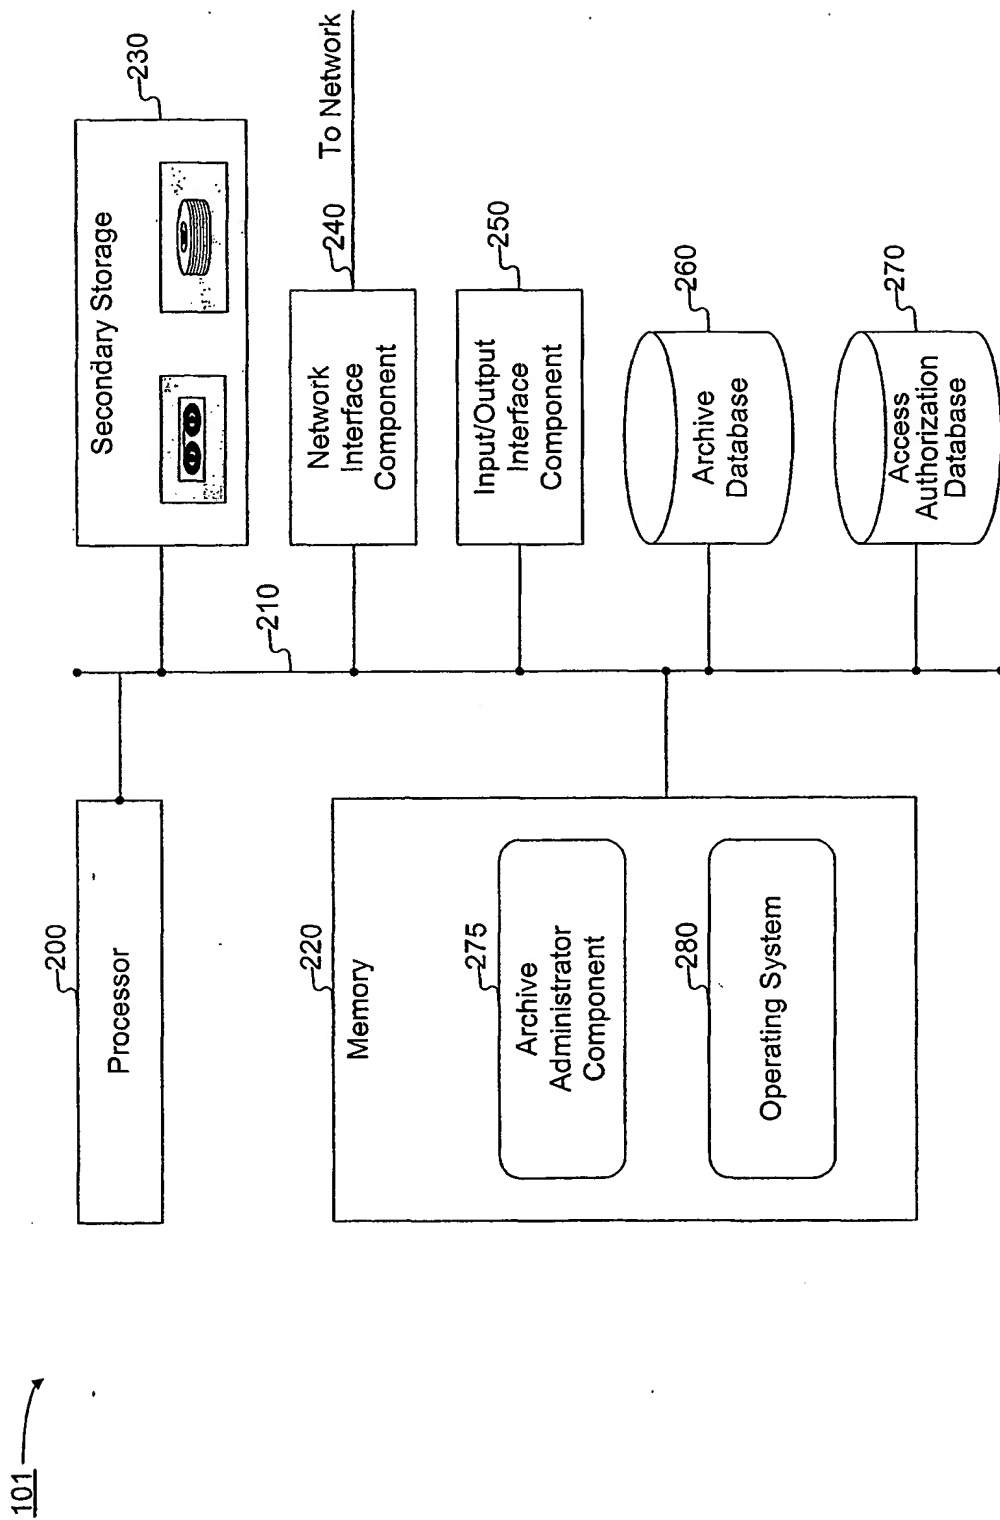 101
200
Processor
220
Memory
275
Archive
Administrator
Component
280
Operating System
210
230
Secondary Storage
240
To Network
Network
Interface
Component
250
Input/Output
Interface
Component
260
Archive
Database
270
Access
Authorization
Database